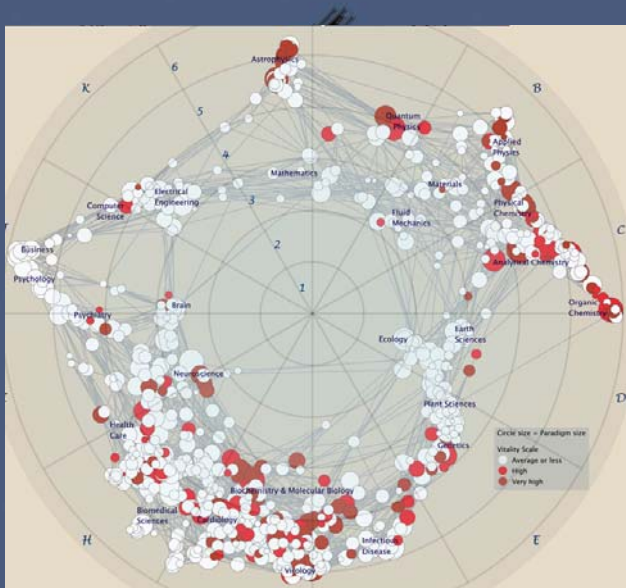 Astrophysics
6
K
B
5
Quantum
Physics
4
Applied
Physics
Mathematics
Materials
Electrical
Engineering
3
Computer
Science
Physical
Chemistry
Fluid
Mechanics
C
2
Business
Analytical Chemistry
Psychology
1
Organic
Chemistry
Psychiatry
Brain
Earth
Sciences
Ecology
Neuroscience
D
Plant Sciences
Health
Care
Genetics
Circle size = Paradigm size
Vitality Scale
Average or less
High
Very high
Biochemistry & Molecular Biology
Biomedical
Sciences
Cardiology
H
Infectious
Disease
E
Virology